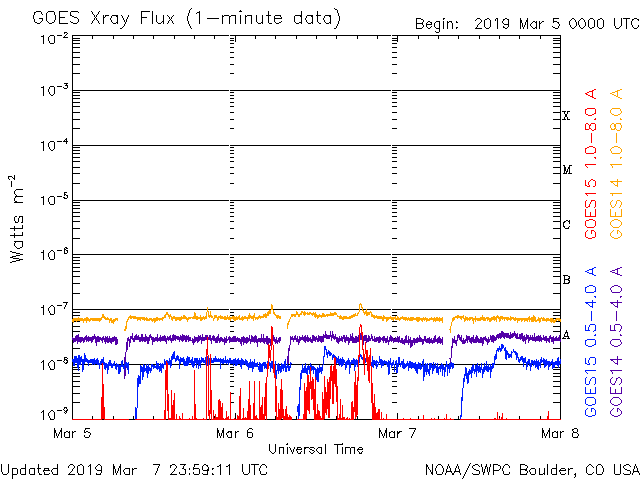 GOES Xray Flux (1-minute data)
Begin: 2019 Mar 5 0000 UTC
Watts m⁻²
10⁻²
10⁻³
10⁻⁴
10⁻⁵
10⁻⁶
10⁻⁷
10⁻⁸
10⁻⁹
X
M
C
B
A
GOES15 1.0-8.0 A
GOES14 1.0-8.0 A
GOES15 0.5-4.0 A
GOES14 0.5-4.0 A
Mar 5
Mar 6
Mar 7
Mar 8
Universal Time
Updated 2019 Mar 7 23:59:11 UTC
NOAA/SWPC Boulder, CO USA